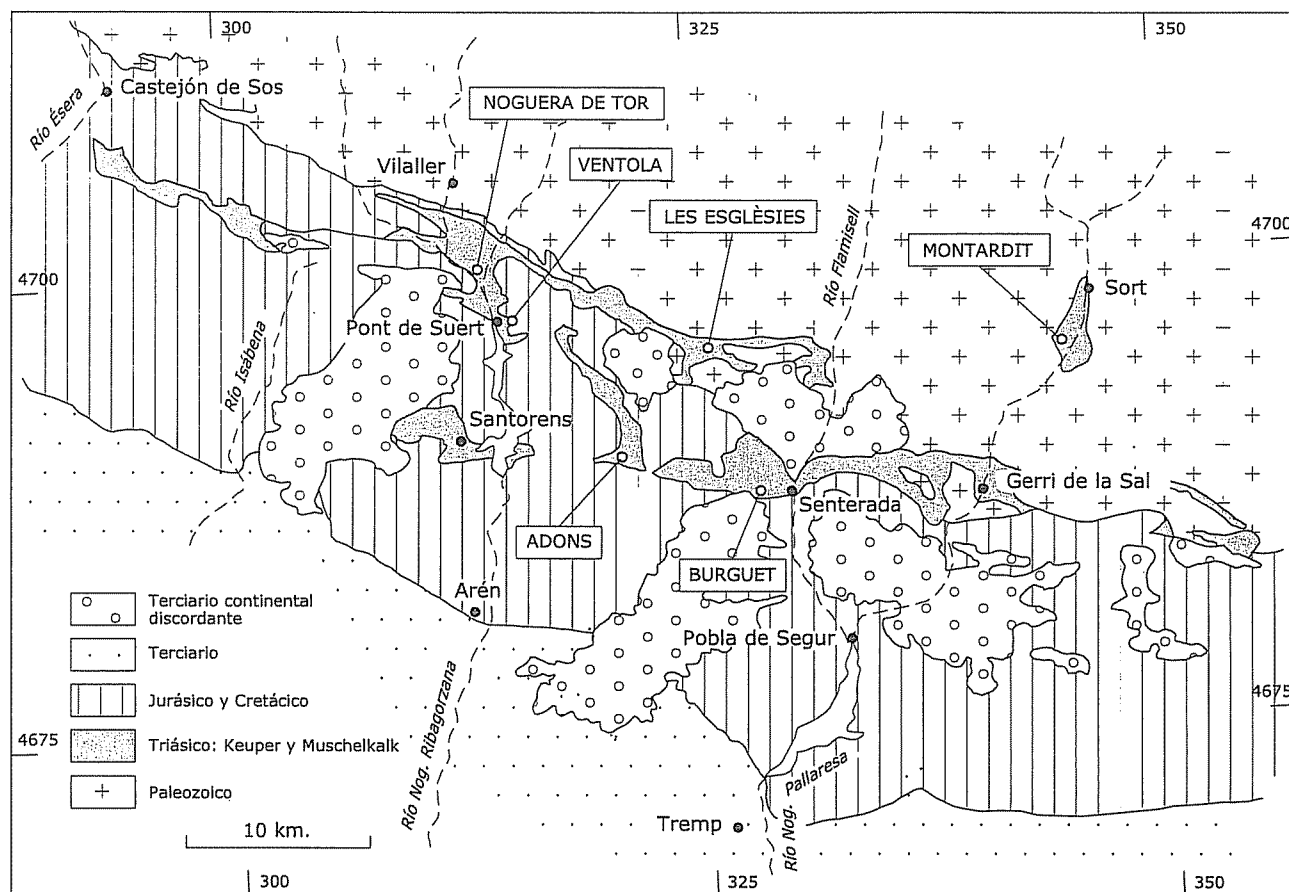 300
325
350
Castejón de Sos
Río Ésera
NOGUERA DE TOR
Vilaller
VENTOLA
LES ESGLÈSIES
Río Flamisell
MONTARDIT
4700
4700
Sort
Pont de Suert
Río Isábena
Santorens
Gerri de la Sal
Senterada
ADONS
BURGUET
Arén
Pobla de Segur
Terciario continental
discordante
Terciario
Jurásico y Cretácico
Triásico: Keuper y Muschelkalk
Paleozoico
4675
4675
Río Nog. Ribagorzana
Río Nog. Pallaresa
10 km.
Tremp
300
325
350